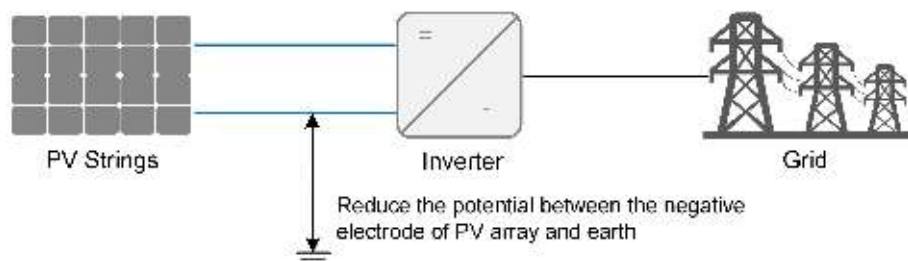 PV Strings
Inverter
Grid
Reduce the potential between the negative
electrode of PV array and earth